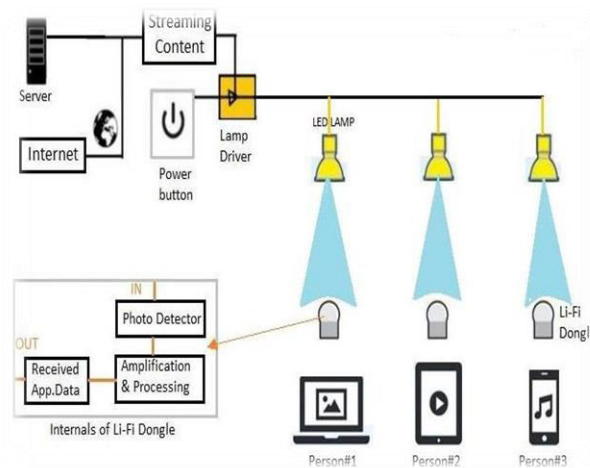 Streaming
Content
Server
Internet
Power
button
Lamp
Driver
LED LAMP
Li-Fi
Dongl
IN
Photo Detector
OUT
Received
App.Data
Amplification
& Processing
Internals of Li-Fi Dongle
Person#1
Person#2
Person#3